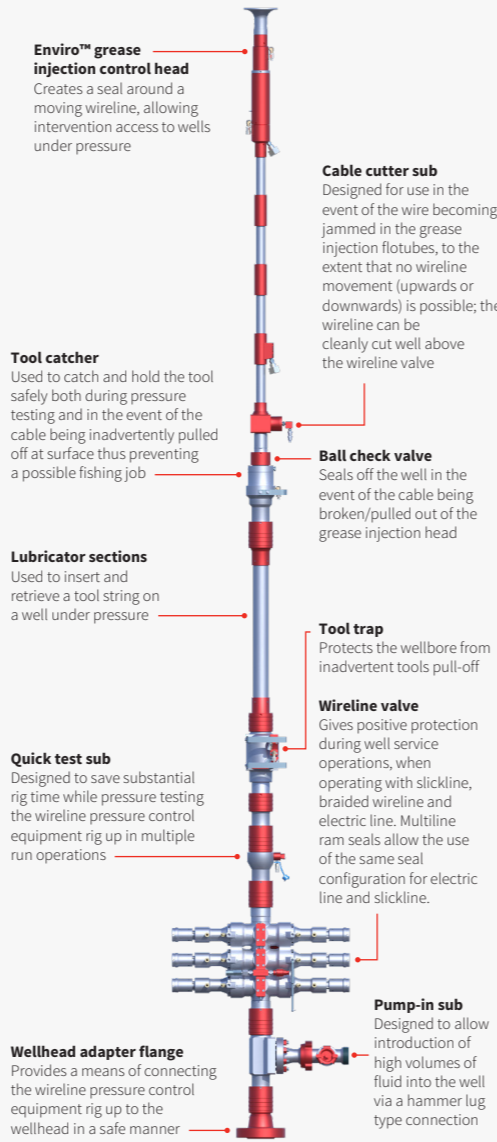 Enviro™ grease
injection control head
Creates a seal around a
moving wireline, allowing
intervention access to wells
under pressure
Cable cutter sub
Designed for use in the
event of the wire becoming
jammed in the grease
injection flotubes, to the
extent that no wireline
movement (upwards or
downwards) is possible; the
wireline can be
cleanly cut well above
the wireline valve
Tool catcher
Used to catch and hold the tool
safely both during pressure
testing and in the event of the
cable being inadvertently pulled
off at surface thus preventing
a possible fishing job
Ball check valve
Seals off the well in the
event of the cable being
broken/pulled out of the
grease injection head
Lubricator sections
Used to insert and
retrieve a tool string on
a well under pressure
Tool trap
Protects the wellbore from
inadvertent tools pull-off
Wireline valve
Gives positive protection
during well service
operations, when
operating with slickline,
braided wireline and
electric line. Multiline
ram seals allow the use
of the same seal
configuration for electric
line and slickline.
Quick test sub
Designed to save substantial
rig time while pressure testing
the wireline pressure control
equipment rig up in multiple
run operations
Pump-in sub
Designed to allow
introduction of
high volumes of
fluid into the well
via a hammer lug
type connection
Wellhead adapter flange
Provides a means of connecting
the wireline pressure control
equipment rig up to the
wellhead in a safe manner